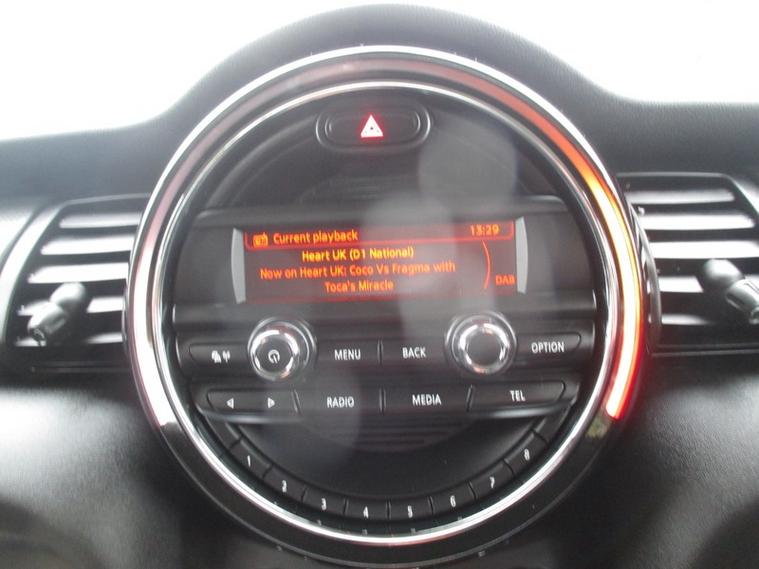 Current playback 13:29
Heart UK (D1 National)
Now on Heart UK: Coco Vs Fragma with
Toca's Miracle
DAB
MENU BACK OPTION
RADIO MEDIA TEL
1 2 3 4 5 6 7 8